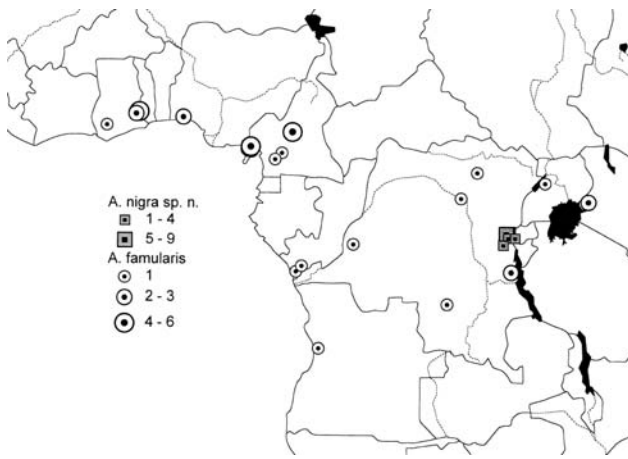 A. nigra sp. n.
1 - 4
5 - 9
A. famularis
1
2 - 3
4 - 6